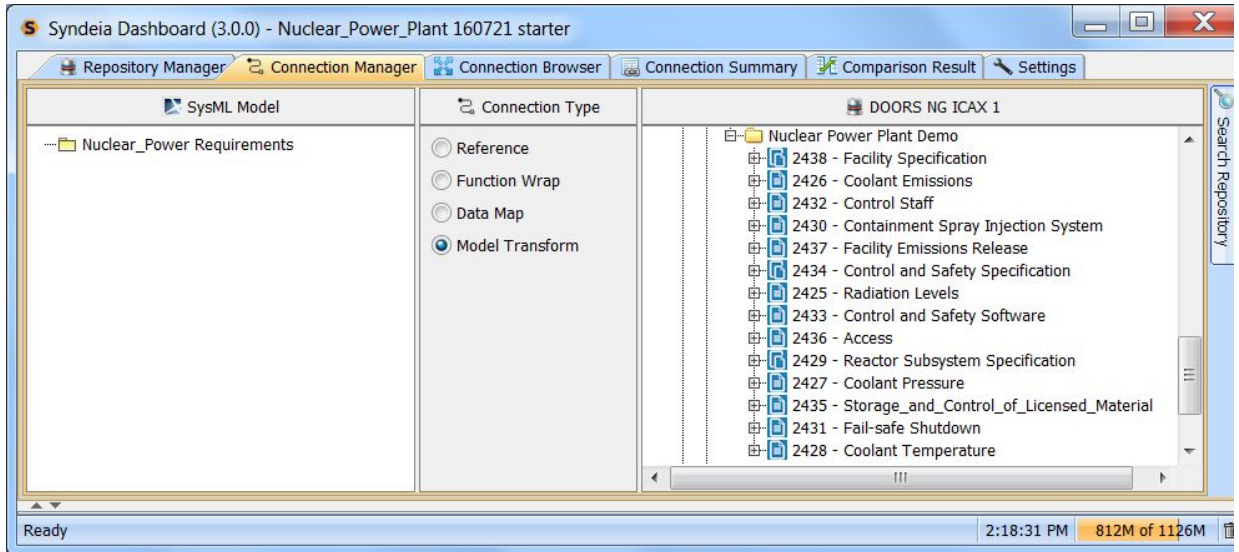 Syndeia Dashboard (3.0.0) - Nuclear_Power_Plant 160721 starter
Repository Manager Connection Manager Connection Browser Connection Summary Comparison Result Settings
SysML Model
Nuclear_Power Requirements
Connection Type
Reference
Function Wrap
Data Map
Model Transform
DOORS NG ICAX 1
Nuclear Power Plant Demo
2438 - Facility Specification
2426 - Coolant Emissions
2432 - Control Staff
2430 - Containment Spray Injection System
2437 - Facility Emissions Release
2434 - Control and Safety Specification
2425 - Radiation Levels
2433 - Control and Safety Software
2436 - Access
2429 - Reactor Subsystem Specification
2427 - Coolant Pressure
2435 - Storage_and_Control_of_Licensed_Material
2431 - Fail-safe Shutdown
2428 - Coolant Temperature
Search Repository
Ready 2:18:31 PM 812M of 1126M